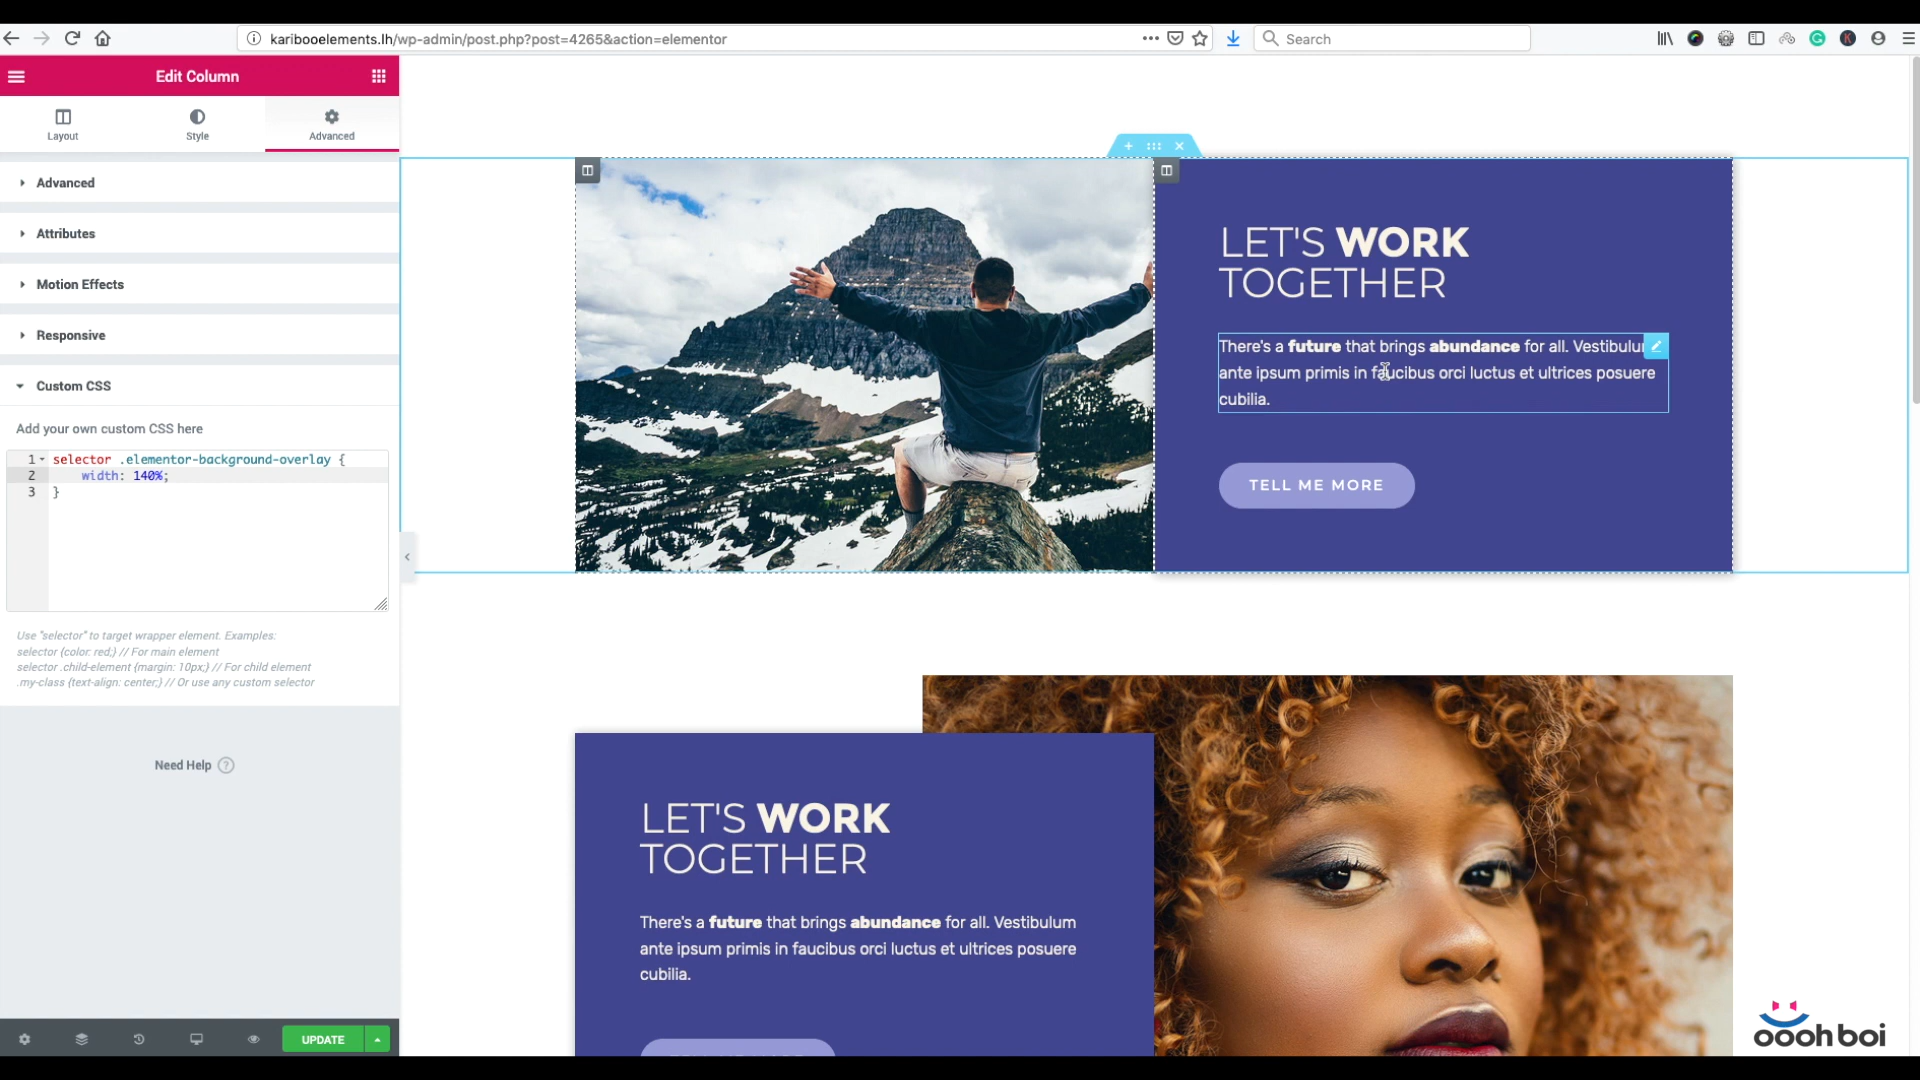 karibooelements.lh/wp-admin/post.php?post=4265&action=elementor
Search
Edit Column
Layout
Style
Advanced
Advanced
Attributes
Motion Effects
Responsive
Custom CSS
Add your own custom CSS here
1 selector .elementor-background-overlay {
2 width: 140%;
3 }
Use "selector" to target wrapper element. Examples:
selector {color: red;} // For main element
selector .child-element {margin: 10px;} // For child element
.my-class {text-align: center;} // Or use any custom selector
Need Help ?
UPDATE
LET'S WORK
TOGETHER
There's a future that brings abundance for all. Vestibulu
ante ipsum primis in faucibus orci luctus et ultrices posuere
cubilia.
TELL ME MORE
LET'S WORK
TOGETHER
There's a future that brings abundance for all. Vestibulum
ante ipsum primis in faucibus orci luctus et ultrices posuere
cubilia.
oooh boi